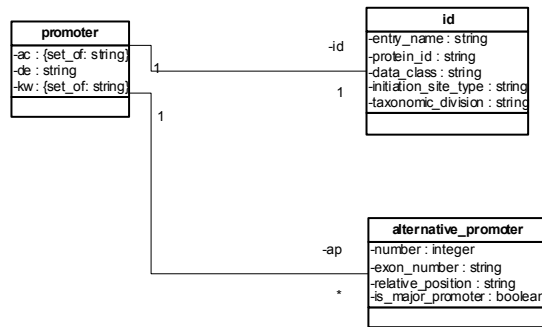 promoter
-ac : {set_of: string}
-de : string
-kw : {set_of: string}
1
1
-id
1
id
-entry_name : string
-protein_id : string
-data_class : string
-initiation_site_type : string
-taxonomic_division : string
-ap
*
alternative_promoter
-number : integer
-exon_number : string
-relative_position : string
-is_major_promoter : boolean